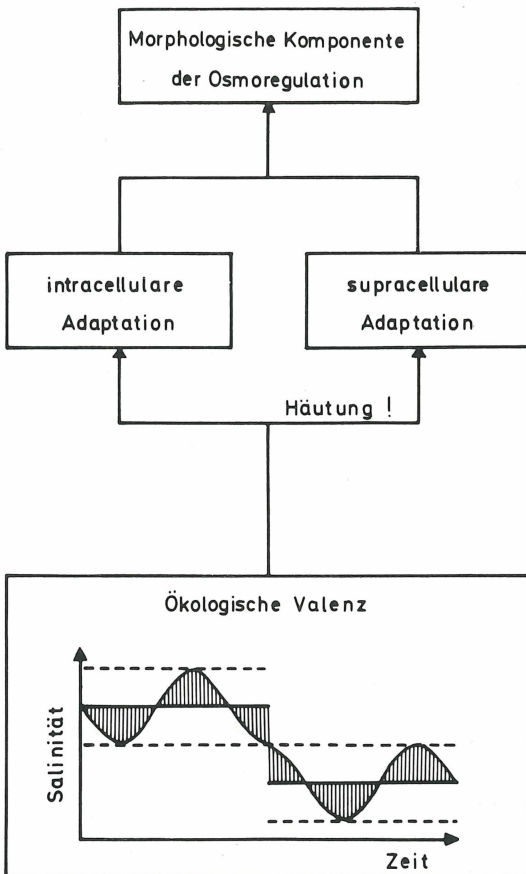 Morphologische Komponente
der Osmoregulation
intracellulare
Adaptation
supracellulare
Adaptation
Häutung !
Ökologische Valenz
Salinität
Zeit